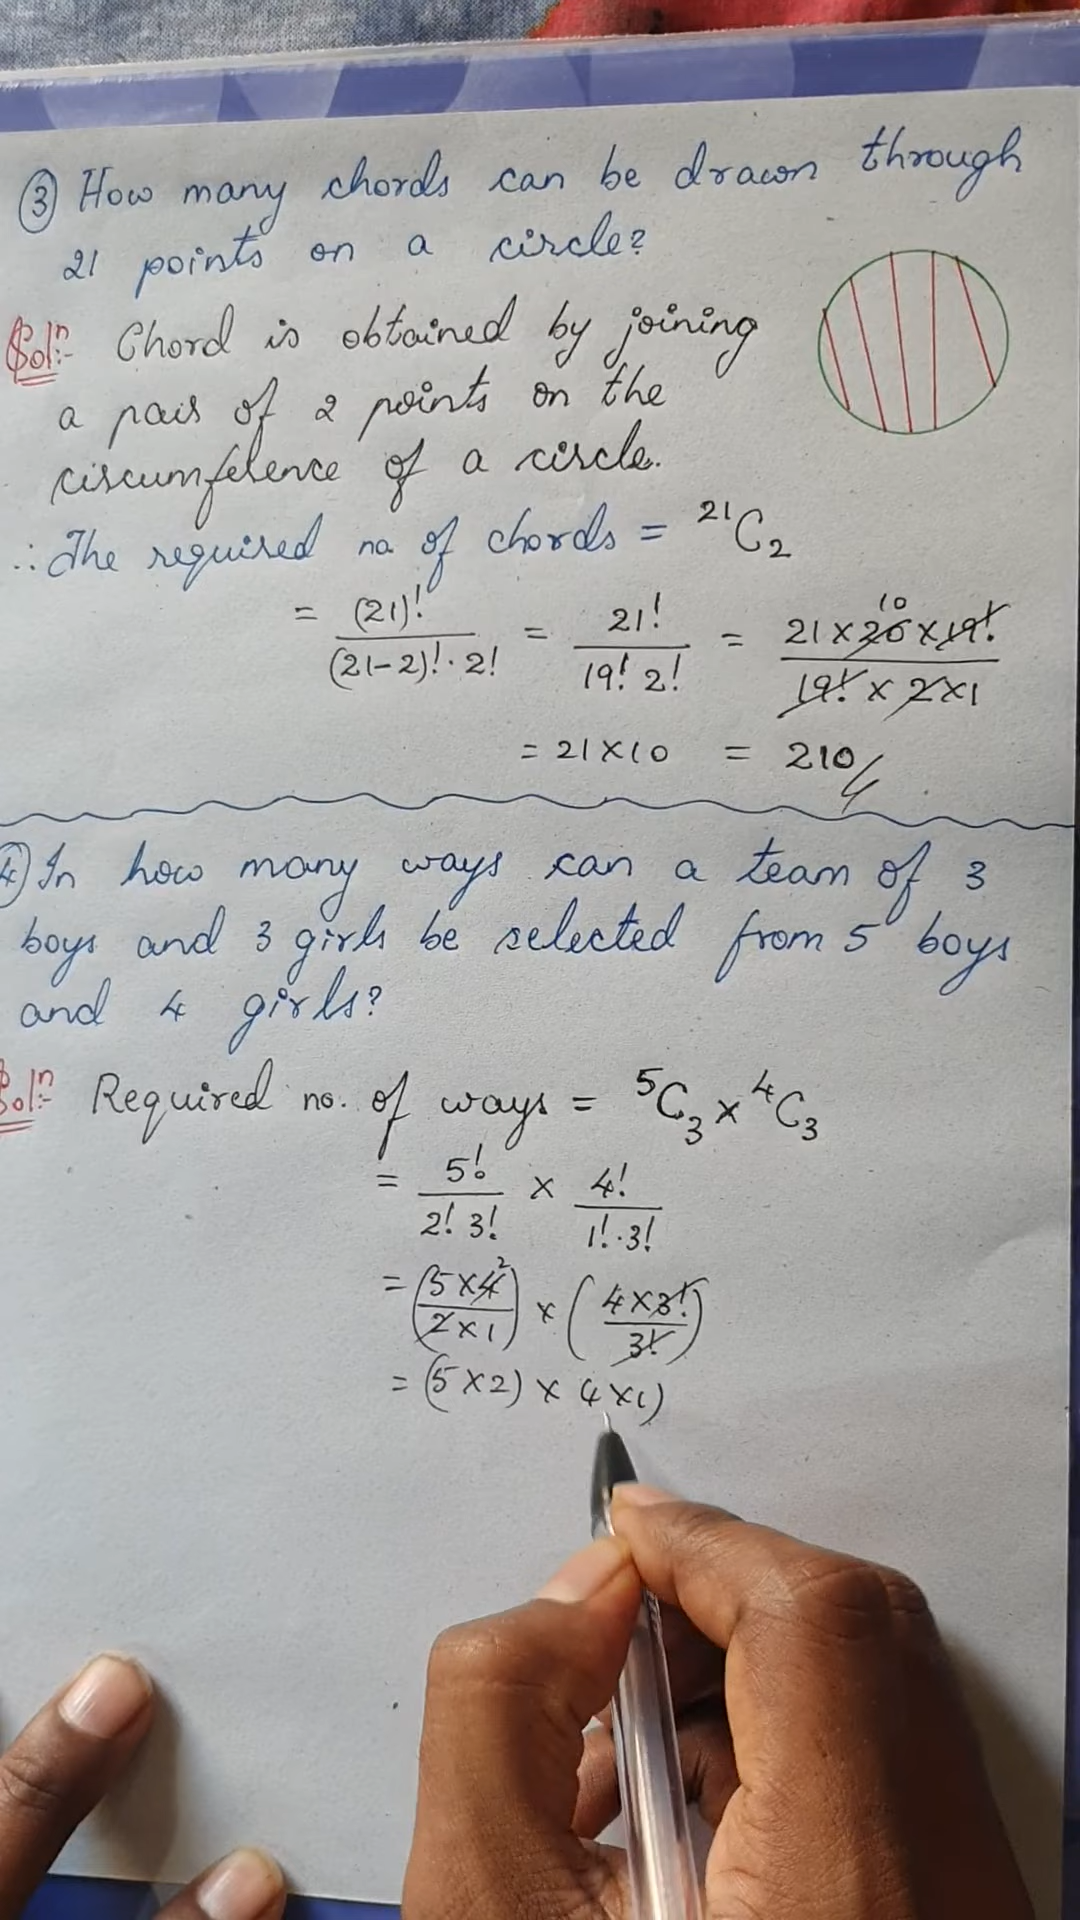 ③ How many chords can be drawn through
21 points on a circle?
Solⁿ:- Chord is obtained by joining
a pair of 2 points on the
circumference of a circle.
∴ The required no. of chords = ²¹C₂
= (21)! / (21-2)!·2! = 21! / 19! 2! = 21×20×19! / 19!×2×1 10
= 21×10 = 210//
④ In how many ways can a team of 3
boys and 3 girls be selected from 5 boys
and 4 girls?
Solⁿ:- Required no. of ways = ⁵C₃ × ⁴C₃
= 5! / 2! 3! × 4! / 1!·3!
= (5×4² / 2×1) × (4×3! / 3!)
= (5×2) × 4×1)